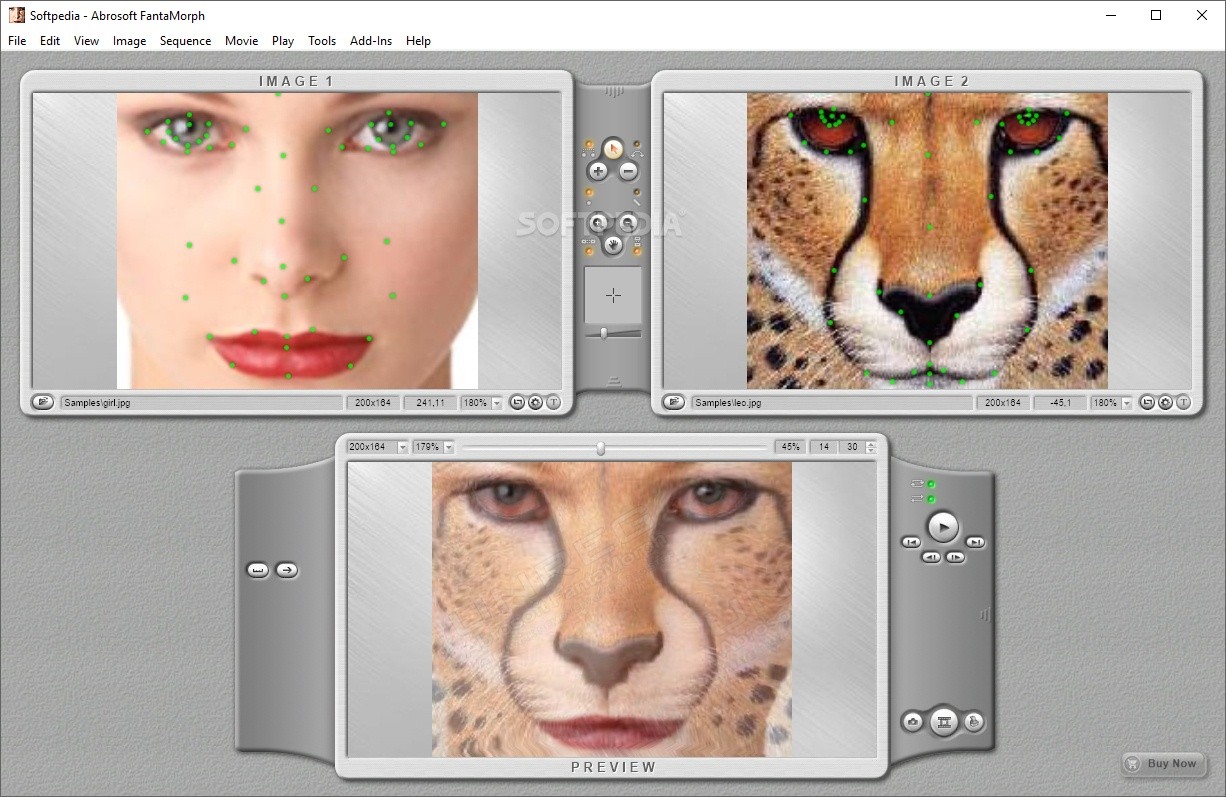 Softpedia - Abrosoft FantaMorph
File Edit View Image Sequence Movie Play Tools Add-Ins Help
IMAGE 1
IMAGE 2
SOFTPEDIA
Samples\girl.jpg 200x164 241,11 180% T
Samples\leo.jpg 200x164 -45,1 180% T
200x164 179% 45% 14 30
PREVIEW
Buy Now